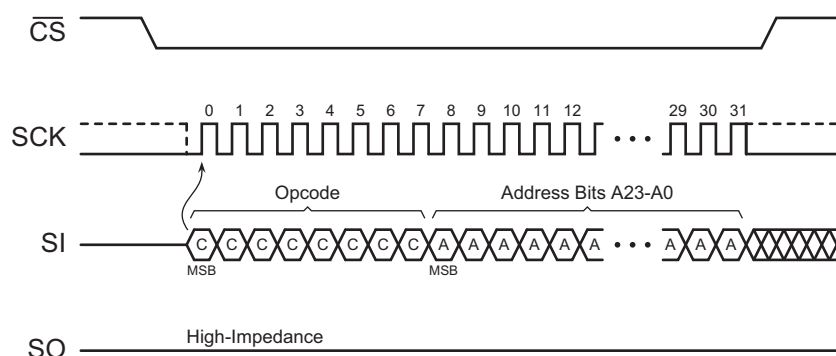 CS
SCK 0 1 2 3 4 5 6 7 8 9 10 11 12 29 30 31
Opcode Address Bits A23-A0
SI C C C C C C C C A A A A A A A A A
MSB MSB
High-Impedance
SO